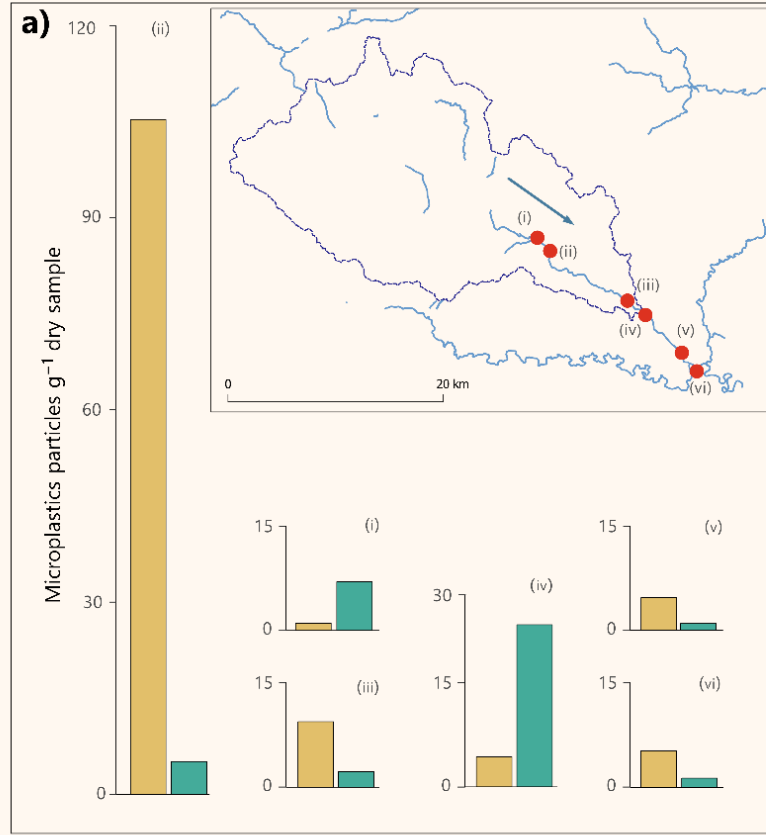 a)
Microplastics particles g⁻¹ dry sample
120
90
60
30
0
(ii)
(i)
(ii)
(iii)
(iv)
(v)
(vi)
0
20 km
15
0
(i)
15
0
(iii)
30
15
0
(iv)
15
0
(v)
15
0
(vi)